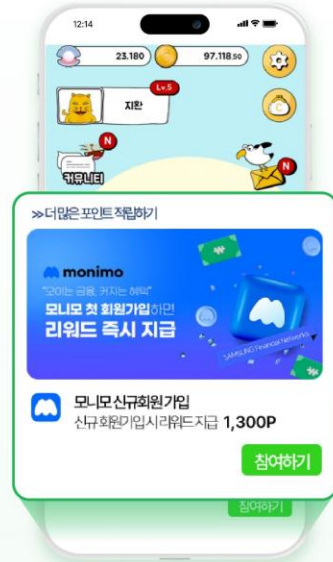 12:14
23.180
97.118.50
Lv.5
지환
N
커뮤니티
N
C
≫더많은포인트적립하기
monimo
"모이는 금융, 커지는 혜택"
모니모 첫 회원가입하면
리워드 즉시 지급
SAMSUNG Financial Networks
모니모 신규회원 가입
신규 회원가입 시 리워드 지급 1,300P
참여하기
참여하기